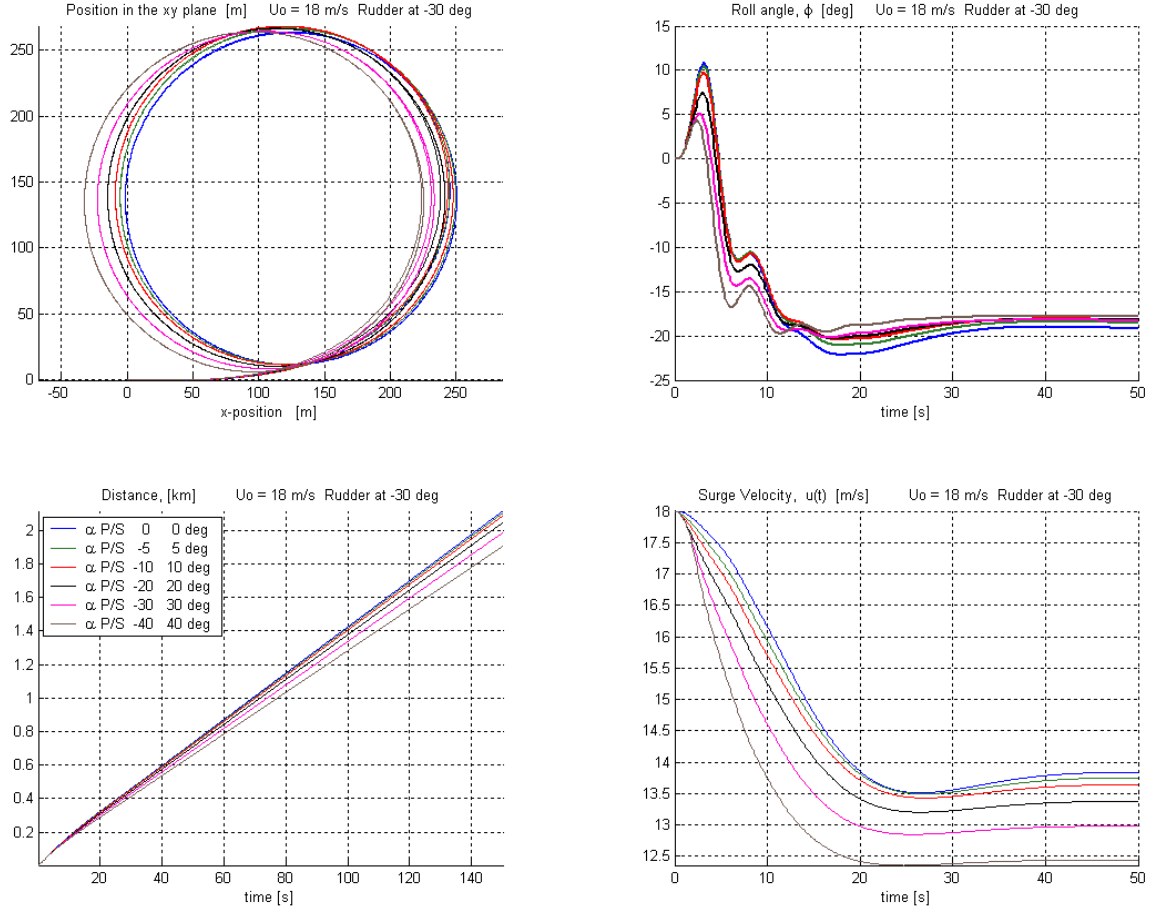 Position in the xy plane [m] Uo = 18 m/s Rudder at -30 deg
250
200
150
100
50
0
-50 0 50 100 150 200 250
x-position [m]
Roll angle, ϕ [deg] Uo = 18 m/s Rudder at -30 deg
15
10
5
0
-5
-10
-15
-20
-25
0 10 20 30 40 50
time [s]
Distance, [km] Uo = 18 m/s Rudder at -30 deg
α P/S 0 0 deg
α P/S -5 5 deg
α P/S -10 10 deg
α P/S -20 20 deg
α P/S -30 30 deg
α P/S -40 40 deg
2
1.8
1.6
1.4
1.2
1
0.8
0.6
0.4
0.2
20 40 60 80 100 120 140
time [s]
Surge Velocity, u(t) [m/s] Uo = 18 m/s Rudder at -30 deg
18
17.5
17
16.5
16
15.5
15
14.5
14
13.5
13
12.5
0 10 20 30 40 50
time [s]